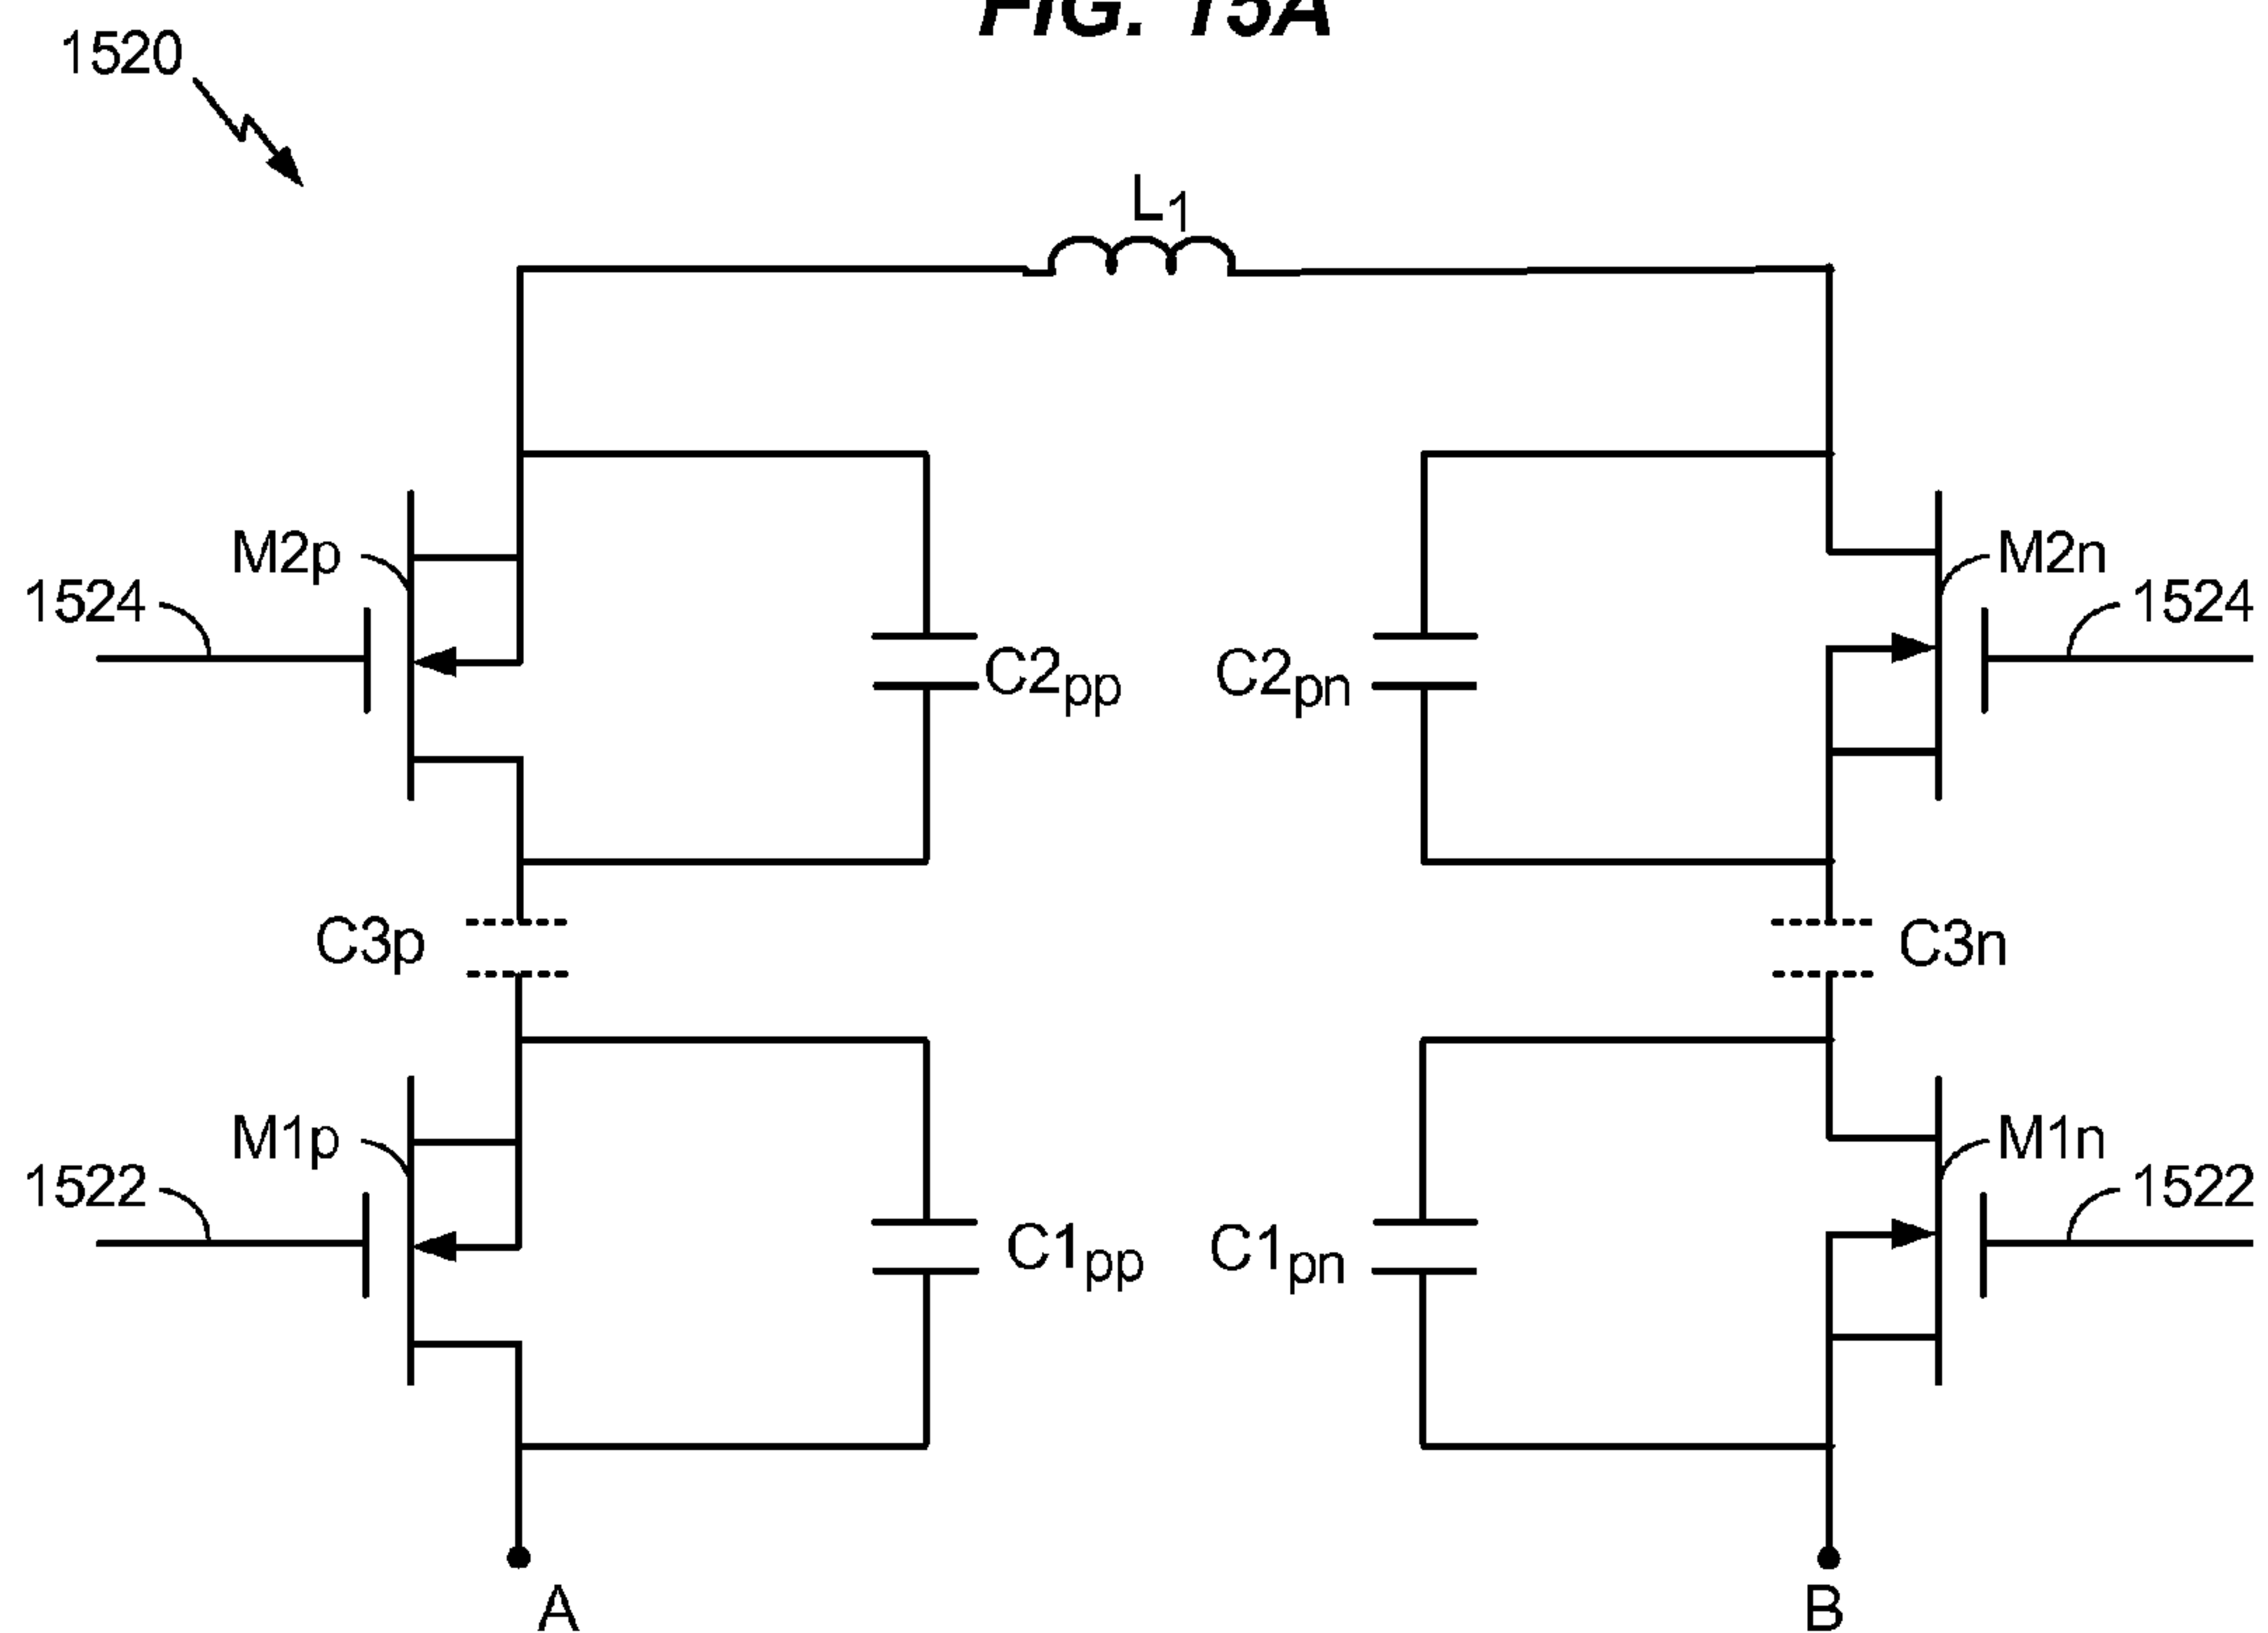 FIG. 15A
1520
L1
M2p
M2n
1524
1524
C2pp
C2pn
C3p
C3n
M1p
M1n
1522
1522
C1pp
C1pn
A
B